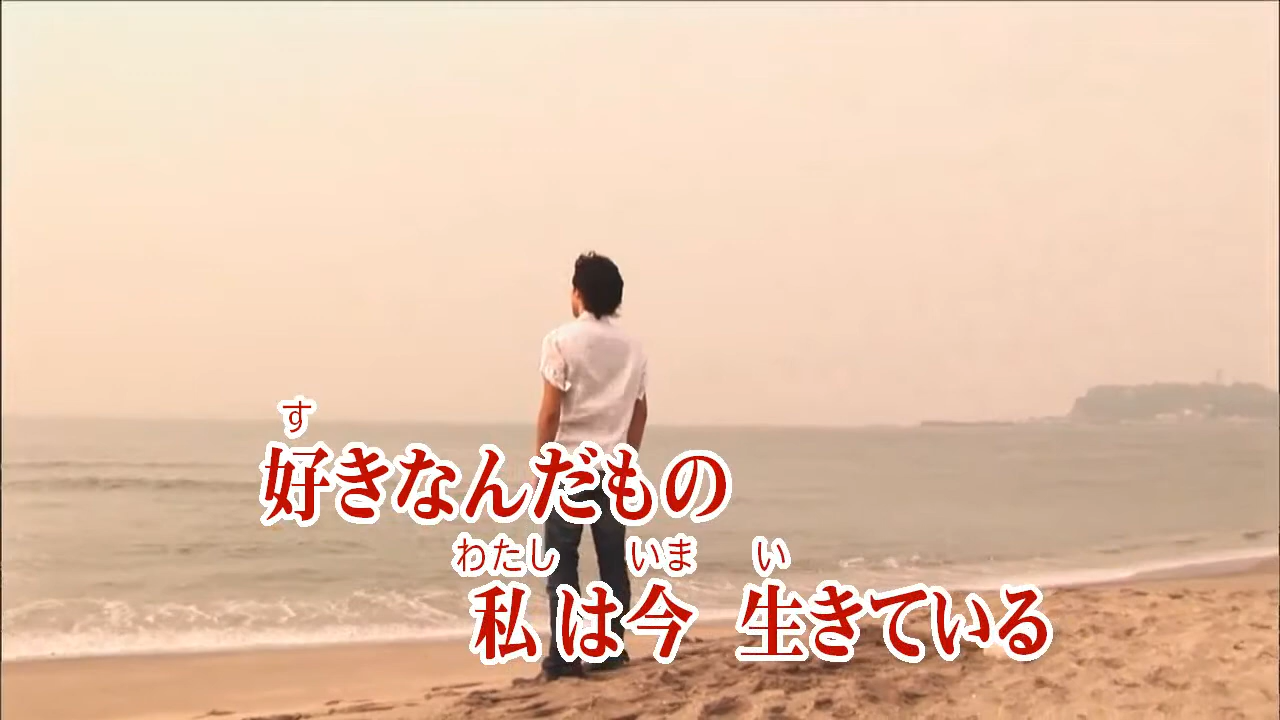 す
好きなんだもの
わたし いま い
私は今 生きている